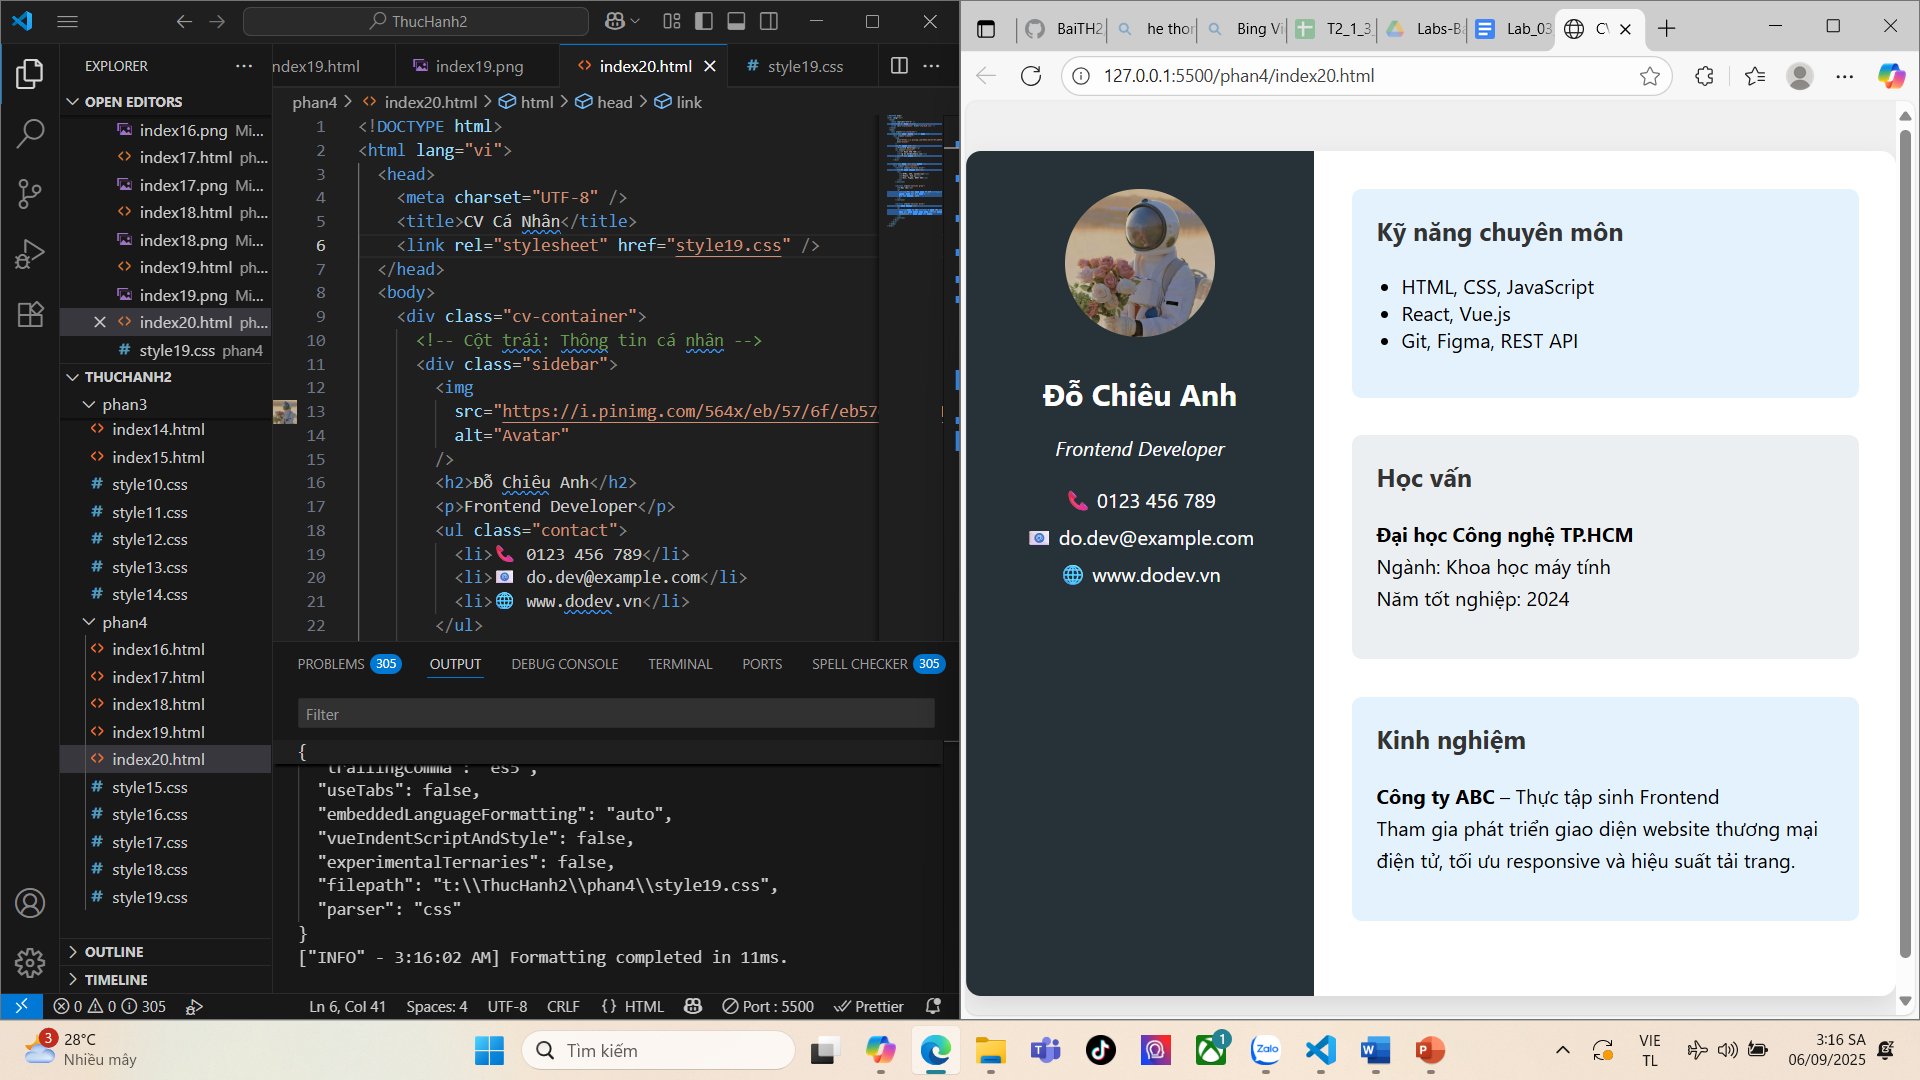 ThucHanh2
EXPLORER
OPEN EDITORS
index16.png Mi...
index17.html ph...
index17.png Mi...
index18.html ph...
index18.png Mi...
index19.html ph...
index19.png Mi...
index20.html ph...
style19.css phan4
THUCHANH2
phan3
index14.html
index15.html
style10.css
style11.css
style12.css
style13.css
style14.css
phan4
index16.html
index17.html
index18.html
index19.html
index20.html
style15.css
style16.css
style17.css
style18.css
style19.css
OUTLINE
TIMELINE
ndex19.html
index19.png
index20.html
style19.css
phan4 > index20.html > html > head > link
1 <!DOCTYPE html>
2 <html lang="vi">
3 <head>
4 <meta charset="UTF-8" />
5 <title>CV Cá Nhân</title>
6 <link rel="stylesheet" href="style19.css" />
7 </head>
8 <body>
9 <div class="cv-container">
10 <!-- Cột trái: Thông tin cá nhân -->
11 <div class="sidebar">
12 <img
13 src="https://i.pinimg.com/564x/eb/57/6f/eb57
14 alt="Avatar"
15 />
16 <h2>Đỗ Chiêu Anh</h2>
17 <p>Frontend Developer</p>
18 <ul class="contact">
19 <li>📞 0123 456 789</li>
20 <li>📧 do.dev@example.com</li>
21 <li>🌐 www.dodev.vn</li>
22 </ul>
PROBLEMS 305
OUTPUT
DEBUG CONSOLE
TERMINAL
PORTS
SPELL CHECKER 305
Filter
{
"trailingComma": "es5",
"useTabs": false,
"embeddedLanguageFormatting": "auto",
"vueIndentScriptAndStyle": false,
"experimentalTernaries": false,
"filepath": "t:\\ThucHanh2\\phan4\\style19.css",
"parser": "css"
}
["INFO" - 3:16:02 AM] Formatting completed in 11ms.
0 0 305
Ln 6, Col 41
Spaces: 4
UTF-8
CRLF
{} HTML
Port : 5500
Prettier
BaiTH2
he thor
Bing Vi
T2_1_3
Labs-Ba
Lab_03
CV
127.0.0.1:5500/phan4/index20.html
Đỗ Chiêu Anh
Frontend Developer
📞 0123 456 789
📧 do.dev@example.com
🌐 www.dodev.vn
Kỹ năng chuyên môn
• HTML, CSS, JavaScript
• React, Vue.js
• Git, Figma, REST API
Học vấn
Đại học Công nghệ TP.HCM
Ngành: Khoa học máy tính
Năm tốt nghiệp: 2024
Kinh nghiệm
Công ty ABC – Thực tập sinh Frontend
Tham gia phát triển giao diện website thương mại
điện tử, tối ưu responsive và hiệu suất tải trang.
3
28°C
Nhiều mây
Tìm kiếm
1
Zalo
VIE
TL
3:16 SA
06/09/2025